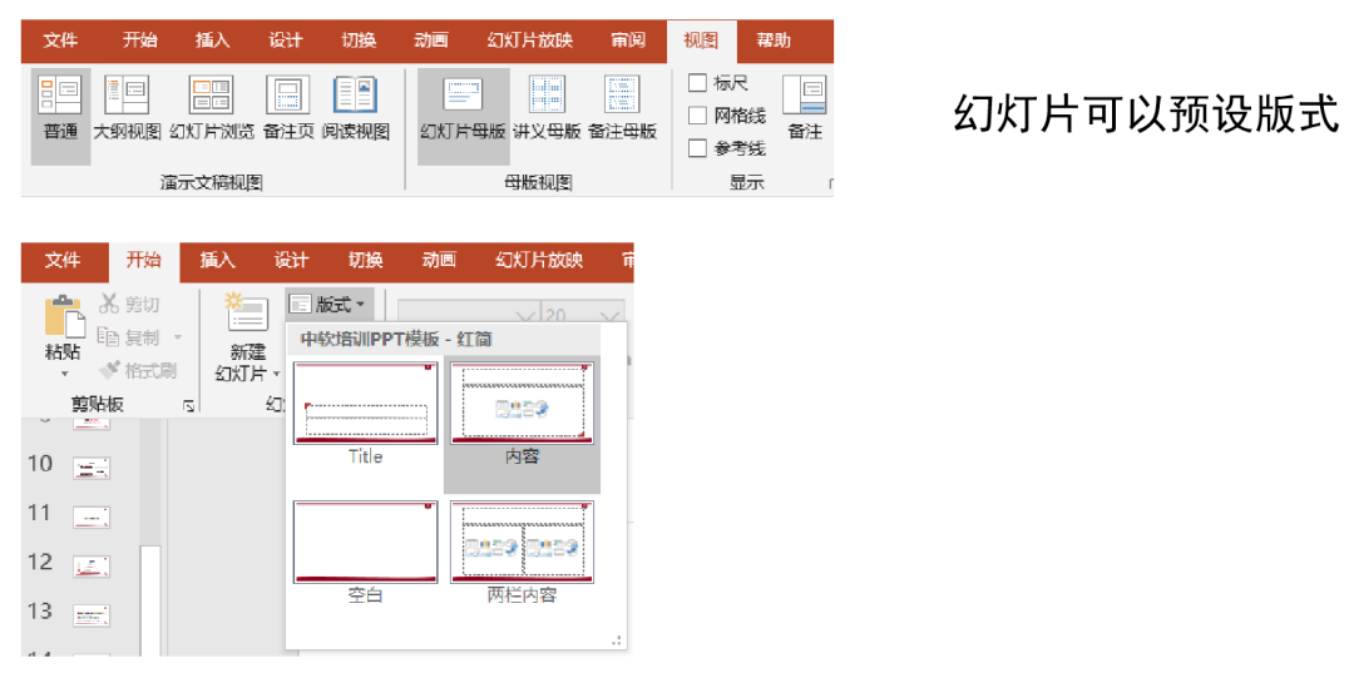 文件 开始 插入 设计 切换 动画 幻灯片放映 审阅 视图 帮助
普通 大纲视图 幻灯片浏览 备注页 阅读视图 幻灯片母版 讲义母版 备注母版 标尺 网格线 参考线 备注
演示文稿视图 母版视图 显示
幻灯片可以预设版式
文件 开始 插入 设计 切换 动画 幻灯片放映
粘贴 剪切 复制 格式刷 新建 幻灯片 版式 20
剪贴板
中软培训PPT模板 - 红简
Title 内容
空白 两栏内容
10
11
12
13